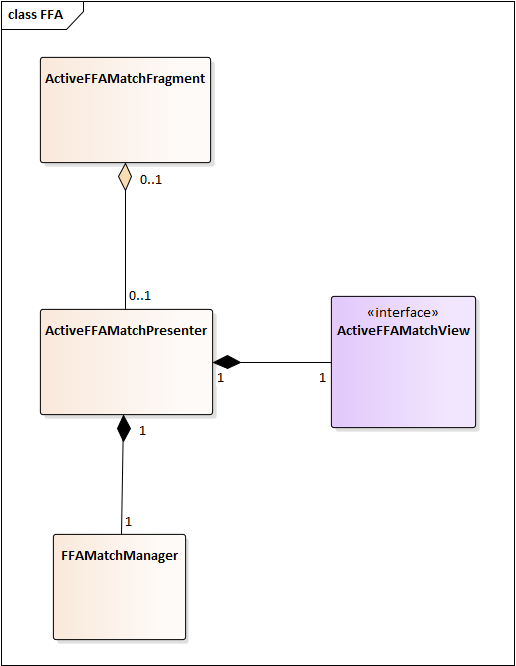 class FFA
ActiveFFAMatchFragment
0..1
0..1
ActiveFFAMatchPresenter
«interface»
ActiveFFAMatchView
1
1
1
1
FFAMatchManager